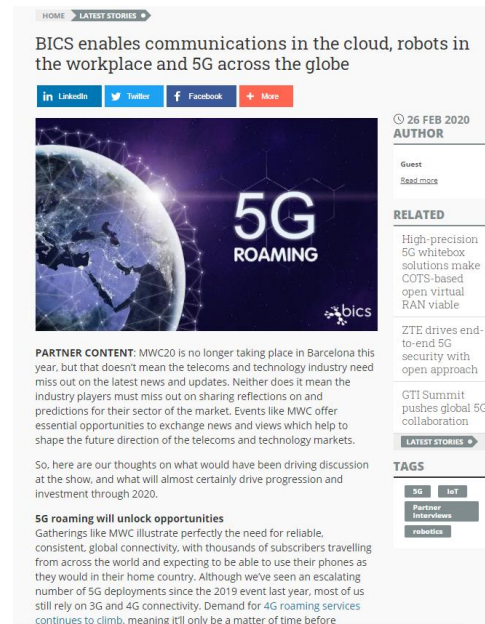 HOME LATEST STORIES
BICS enables communications in the cloud, robots in
the workplace and 5G across the globe
in LinkedIn Twitter f Facebook + More
5G
ROAMING
bics
PARTNER CONTENT: MWC20 is no longer taking place in Barcelona this
year, but that doesn't mean the telecoms and technology industry need
miss out on the latest news and updates. Neither does it mean the
industry players must miss out on sharing reflections on and
predictions for their sector of the market. Events like MWC offer
essential opportunities to exchange news and views which help to
shape the future direction of the telecoms and technology markets.
So, here are our thoughts on what would have been driving discussion
at the show, and what will almost certainly drive progression and
investment through 2020.
5G roaming will unlock opportunities
Gatherings like MWC illustrate perfectly the need for reliable,
consistent, global connectivity, with thousands of subscribers travelling
from across the world and expecting to be able to use their phones as
they would in their home country. Although we've seen an escalating
number of 5G deployments since the 2019 event last year, most of us
still rely on 3G and 4G connectivity. Demand for 4G roaming services
continues to climb, meaning it'll only be a matter of time before
26 FEB 2020
AUTHOR
Guest
Read more
RELATED
High-precision
5G whitebox
solutions make
COTS-based
open virtual
RAN viable
ZTE drives end-
to-end 5G
security with
open approach
GTI Summit
pushes global 5G
collaboration
LATEST STORIES
TAGS
5G IoT
Partner
Interviews
robotics